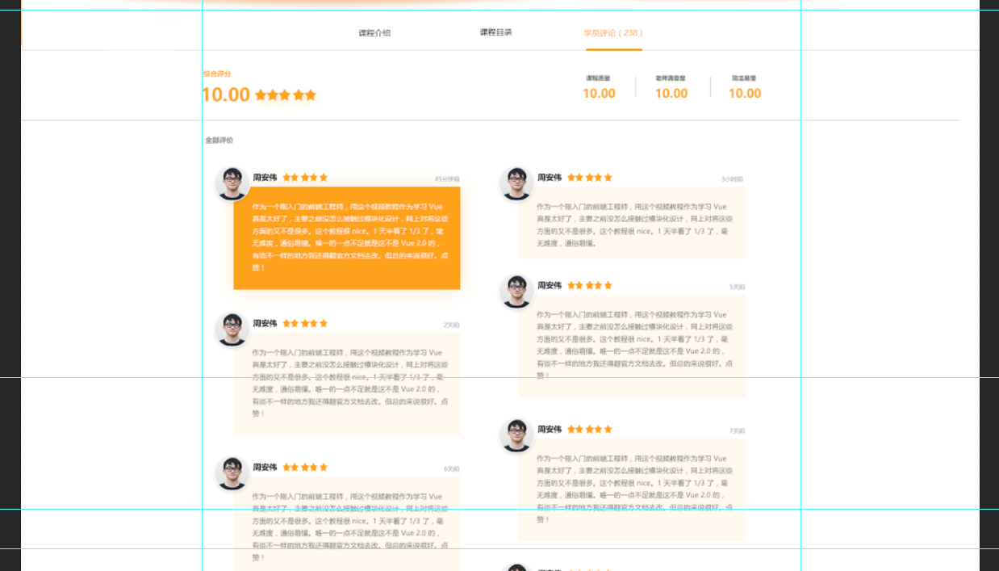 课程介绍
课程目录
学员评论 ( 238 )
综合评分
10.00
课程质量
老师满意度
简洁易懂
10.00
10.00
10.00
全部评价
周安伟
45分钟前
作为一个刚入门的前端工程师，用这个视频教程作为学习 Vue
真是太好了，主要之前没怎么接触过模块化设计，网上对将这些
方面的又不是很多。这个教程很 nice。1 天半看了 1/3 了，毫
无难度，通俗易懂。唯一的一点不足就是这不是 Vue 2.0 的，
有些不一样的地方我还得翻官方文档去改。但总的来说很好。点
赞！
周安伟
3小时前
作为一个刚入门的前端工程师，用这个视频教程作为学习 Vue
真是太好了，主要之前没怎么接触过模块化设计，网上对将这些
方面的又不是很多。这个教程很 nice。1 天半看了 1/3 了，毫
无难度，通俗易懂。
周安伟
2天前
作为一个刚入门的前端工程师，用这个视频教程作为学习 Vue
真是太好了，主要之前没怎么接触过模块化设计，网上对将这些
方面的又不是很多。这个教程很 nice。1 天半看了 1/3 了，毫
无难度，通俗易懂。唯一的一点不足就是这不是 Vue 2.0 的，
有些不一样的地方我还得翻官方文档去改。但总的来说很好。点
赞！
周安伟
5天前
作为一个刚入门的前端工程师，用这个视频教程作为学习 Vue
真是太好了，主要之前没怎么接触过模块化设计，网上对将这些
方面的又不是很多。这个教程很 nice。1 天半看了 1/3 了，毫
无难度，通俗易懂。唯一的一点不足就是这不是 Vue 2.0 的，
有些不一样的地方我还得翻官方文档去改。但总的来说很好。点
赞！
周安伟
6天前
作为一个刚入门的前端工程师，用这个视频教程作为学习 Vue
真是太好了，主要之前没怎么接触过模块化设计，网上对将这些
方面的又不是很多。这个教程很 nice。1 天半看了 1/3 了，毫
无难度，通俗易懂。唯一的一点不足就是这不是 Vue 2.0 的，
有些不一样的地方我还得翻官方文档去改。但总的来说很好。点
赞！
周安伟
7天前
作为一个刚入门的前端工程师，用这个视频教程作为学习 Vue
真是太好了，主要之前没怎么接触过模块化设计，网上对将这些
方面的又不是很多。这个教程很 nice。1 天半看了 1/3 了，毫
无难度，通俗易懂。唯一的一点不足就是这不是 Vue 2.0 的，
有些不一样的地方我还得翻官方文档去改。但总的来说很好。点
赞！